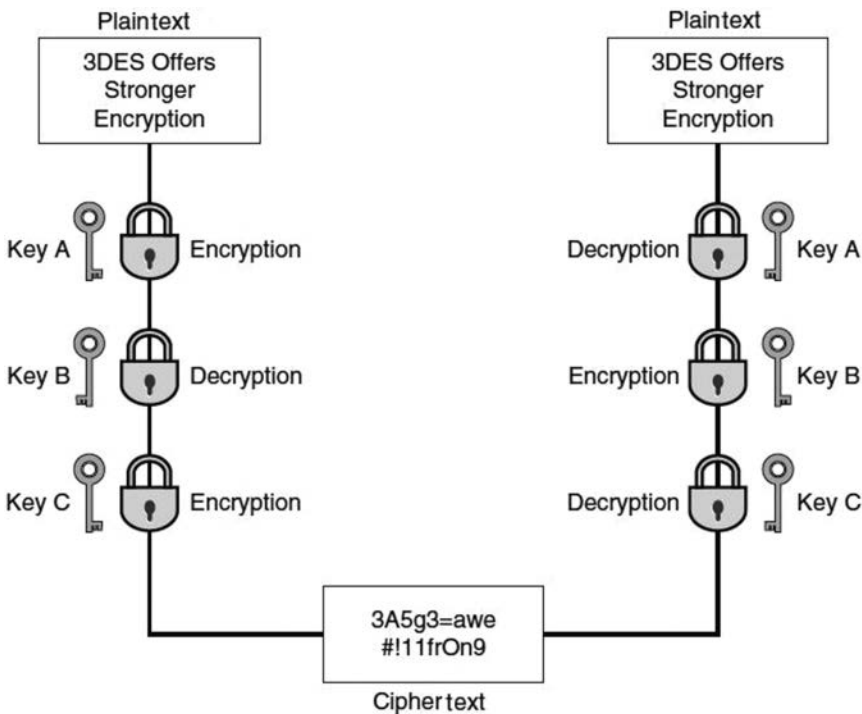 Plaintext
3DES Offers
Stronger
Encryption
Key A
Encryption
Key B
Decryption
Key C
Encryption
Plaintext
3DES Offers
Stronger
Encryption
Decryption
Key A
Encryption
Key B
Decryption
Key C
3A5g3=awe
#!11frOn9
Ciphertext